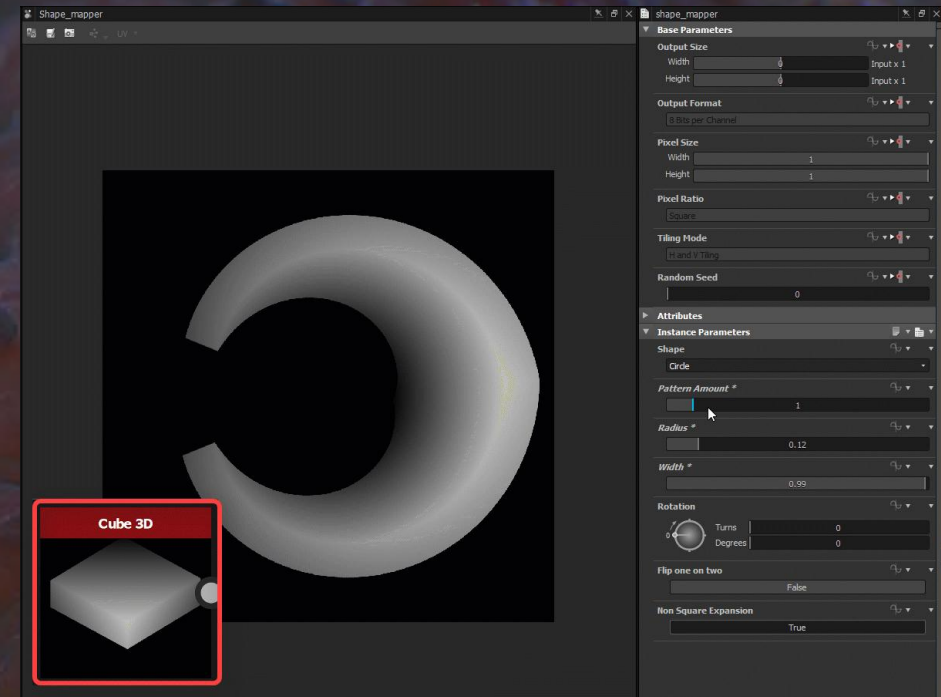 Shape_mapper
UV
Cube 3D
shape_mapper
Base Parameters
Output Size
Width 0 Input x 1
Height 0 Input x 1
Output Format
8 Bits per Channel
Pixel Size
Width 1
Height 1
Pixel Ratio
Square
Tiling Mode
H and V Tiling
Random Seed
0
Attributes
Instance Parameters
Shape
Circle
Pattern Amount *
1
Radius *
0.12
Width *
0.99
Rotation
0 Turns 0
Degrees 0
Flip one on two
False
Non Square Expansion
True